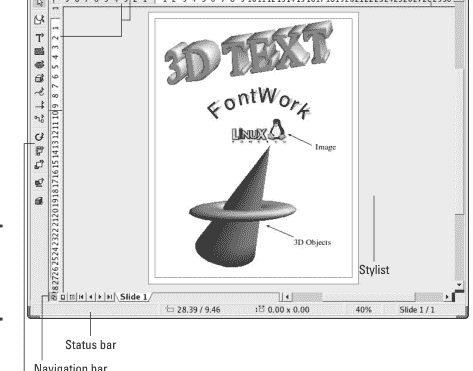 3D TEXT
FontWork
LINUX
POWERED
Image
3D Objects
Stylist
Slide 1
28.39 / 9.46
0.00 x 0.00
40%
Slide 1 / 1
Status bar
Navigation bar